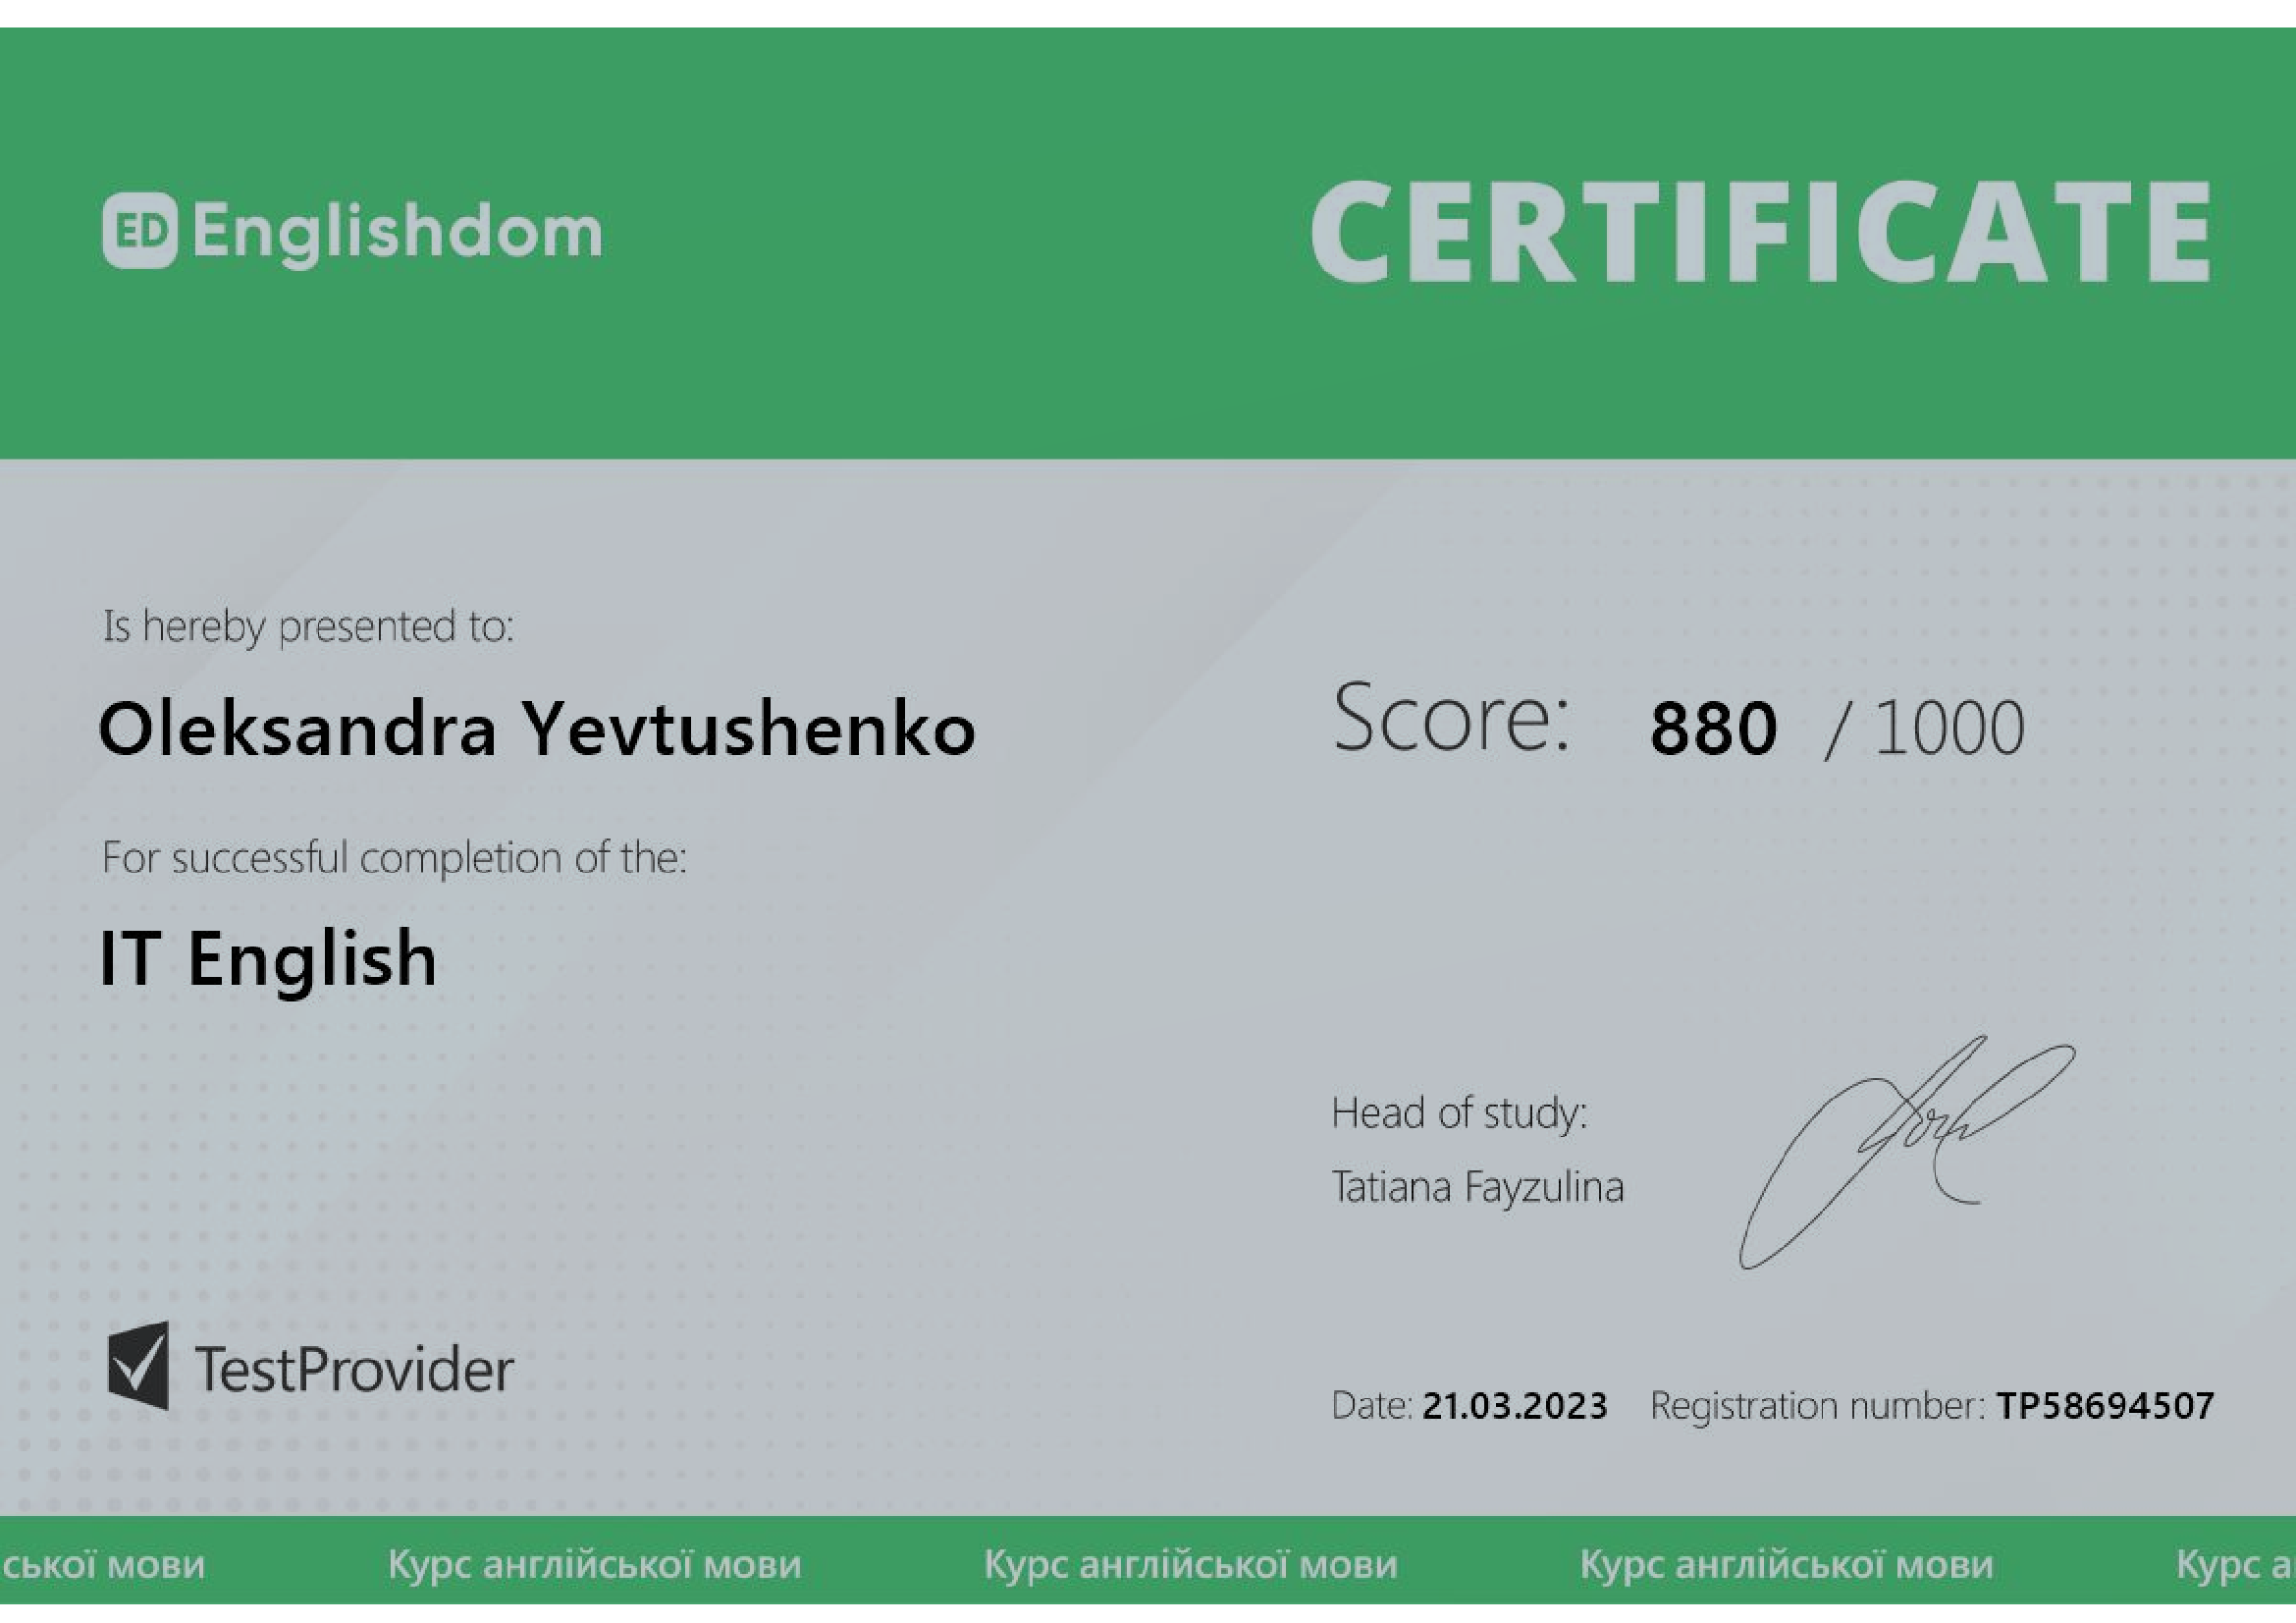 ED Englishdom
CERTIFICATE
Is hereby presented to:
Oleksandra Yevtushenko
Score: 880 / 1000
For successful completion of the:
IT English
Head of study:
Tatiana Fayzulina
TestProvider
Date: 21.03.2023 Registration number: TP58694507
ської мови Курс англійської мови Курс англійської мови Курс англійської мови Курс а